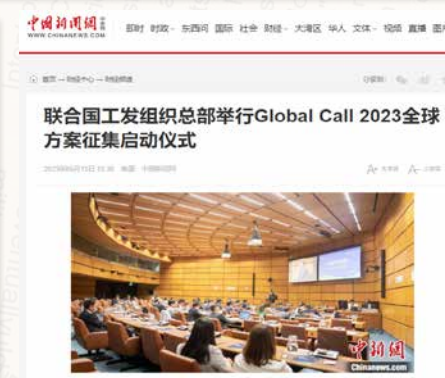 中国新闻网
WWW.CHINANEWS.COM
即时 时政 东西问 国际 社会 财经 大湾区 华人 文体 视频 直播
首页 → 财经中心 → 财经频道
联合国工发组织总部举行Global Call 2023全球
方案征集启动仪式
中新网
Chinanews.com